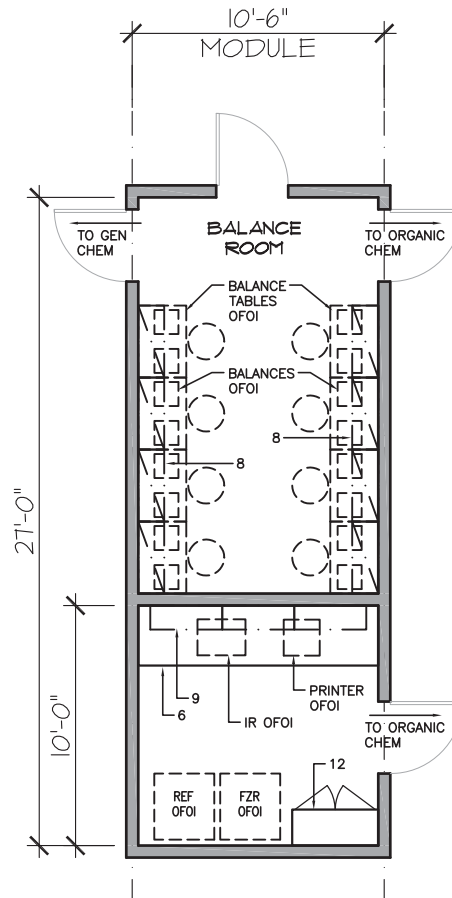 10'-6"
MODULE
TO GEN
CHEM
BALANCE
ROOM
TO ORGANIC
CHEM
BALANCE
TABLES
OFOI
BALANCES
OFOI
8
8
27'-0"
10'-0"
9
6
IR OFOI
PRINTER
OFOI
TO ORGANIC
CHEM
12
REF
OFOI
FZR
OFOI